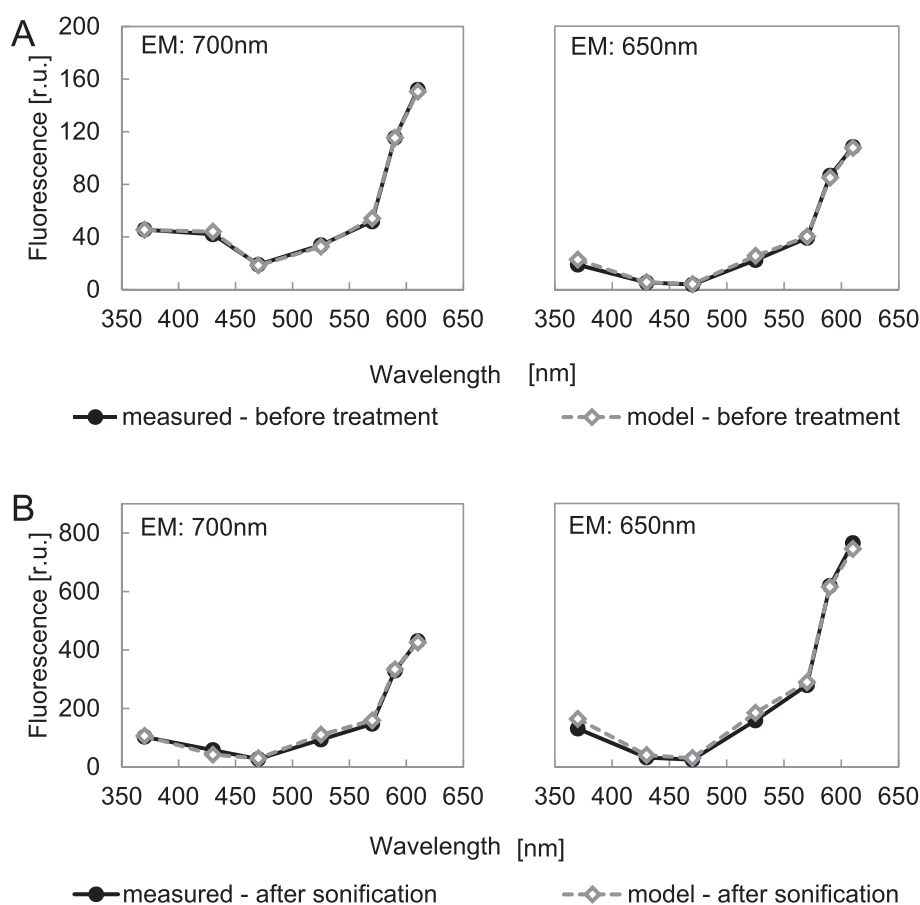 A
EM: 700nm
EM: 650nm
Fluorescence [r.u.]
200
160
120
80
40
0
350 400 450 500 550 600 650
350 400 450 500 550 600 650
Wavelength [nm]
measured - before treatment
model - before treatment
B
EM: 700nm
EM: 650nm
Fluorescence [r.u.]
800
600
400
200
0
350 400 450 500 550 600 650
350 400 450 500 550 600 650
Wavelength [nm]
measured - after sonification
model - after sonification